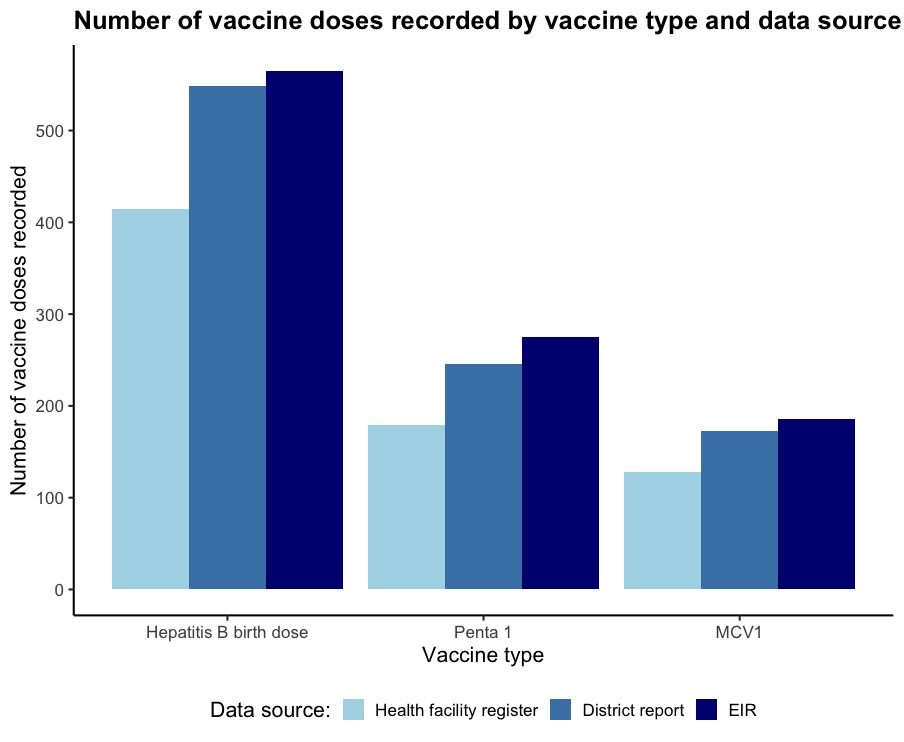 Number of vaccine doses recorded by vaccine type and data source
Number of vaccine doses recorded
500
400
300
200
100
0
Hepatitis B birth dose Penta 1 MCV1
Vaccine type
Data source: Health facility register District report EIR